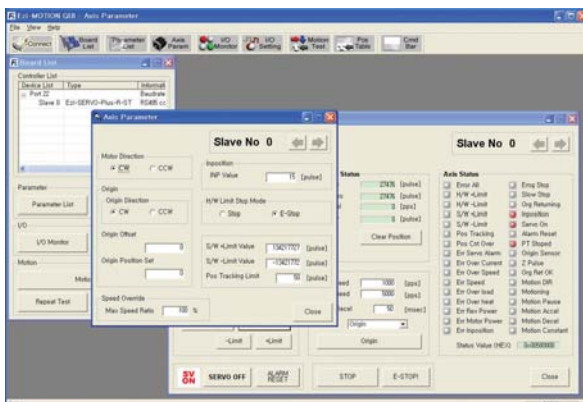 Ezi-MOTION GUI - Axis Parameter
File View Help
Connect
Board List
Parameter List
Axis Param
I/O Monitor
I/O Setting
Motion Test
Pos Table
Cmd Bar
Board List
Controller List
Device List Type Informati
Port 22 Baudrate
Slave 0 Ezi-SERVO-Plus-R-ST RS485 cc
Parameter
Parameter List
I/O
I/O Monitor
Motion
Repeat Test
Axis Parameter
Slave No 0
Motor Direction
CW CCW
Origin
Origin Direction
CW CCW
Origin Offset
0
Origin Position Set
0
Speed Override
Max Speed Ratio 100 %
Inposition
INP Value 15 [pulse]
H/W Limit Stop Mode
Stop E-Stop
S/W +Limit Value [pulse]
S/W -Limit Value [pulse]
Pos Tracking Limit 50 [pulse]
Close
Slave No 0
Status
27476 [pulse]
27476 [pulse]
0 [pps]
0 [pulse]
Clear Position
1000 [pps]
5000 [pps]
50 [msec]
Origin
-Limit +Limit Origin
SV ON SERVO OFF ALARM RESET STOP E-STOP!
Axis Status
Error All Emg Stop
H/W +Limit Slow Stop
H/W -Limit Org Returning
S/W +Limit Inposition
S/W -Limit Servo On
Pos Tracking Alarm Reset
Pos Cnt Over PT Stoped
Err Servo Alarm Origin Sensor
Err Over Current Z Pulse
Err Over Speed Org Ret OK
Err Speed Motion DIR
Err Over load Motioning
Err Over heat Motion Pause
Err Rev Power Motion Accel
Err Motor Power Motion Decel
Err Inposition Motion Constant
Status Value (HEX)
Close